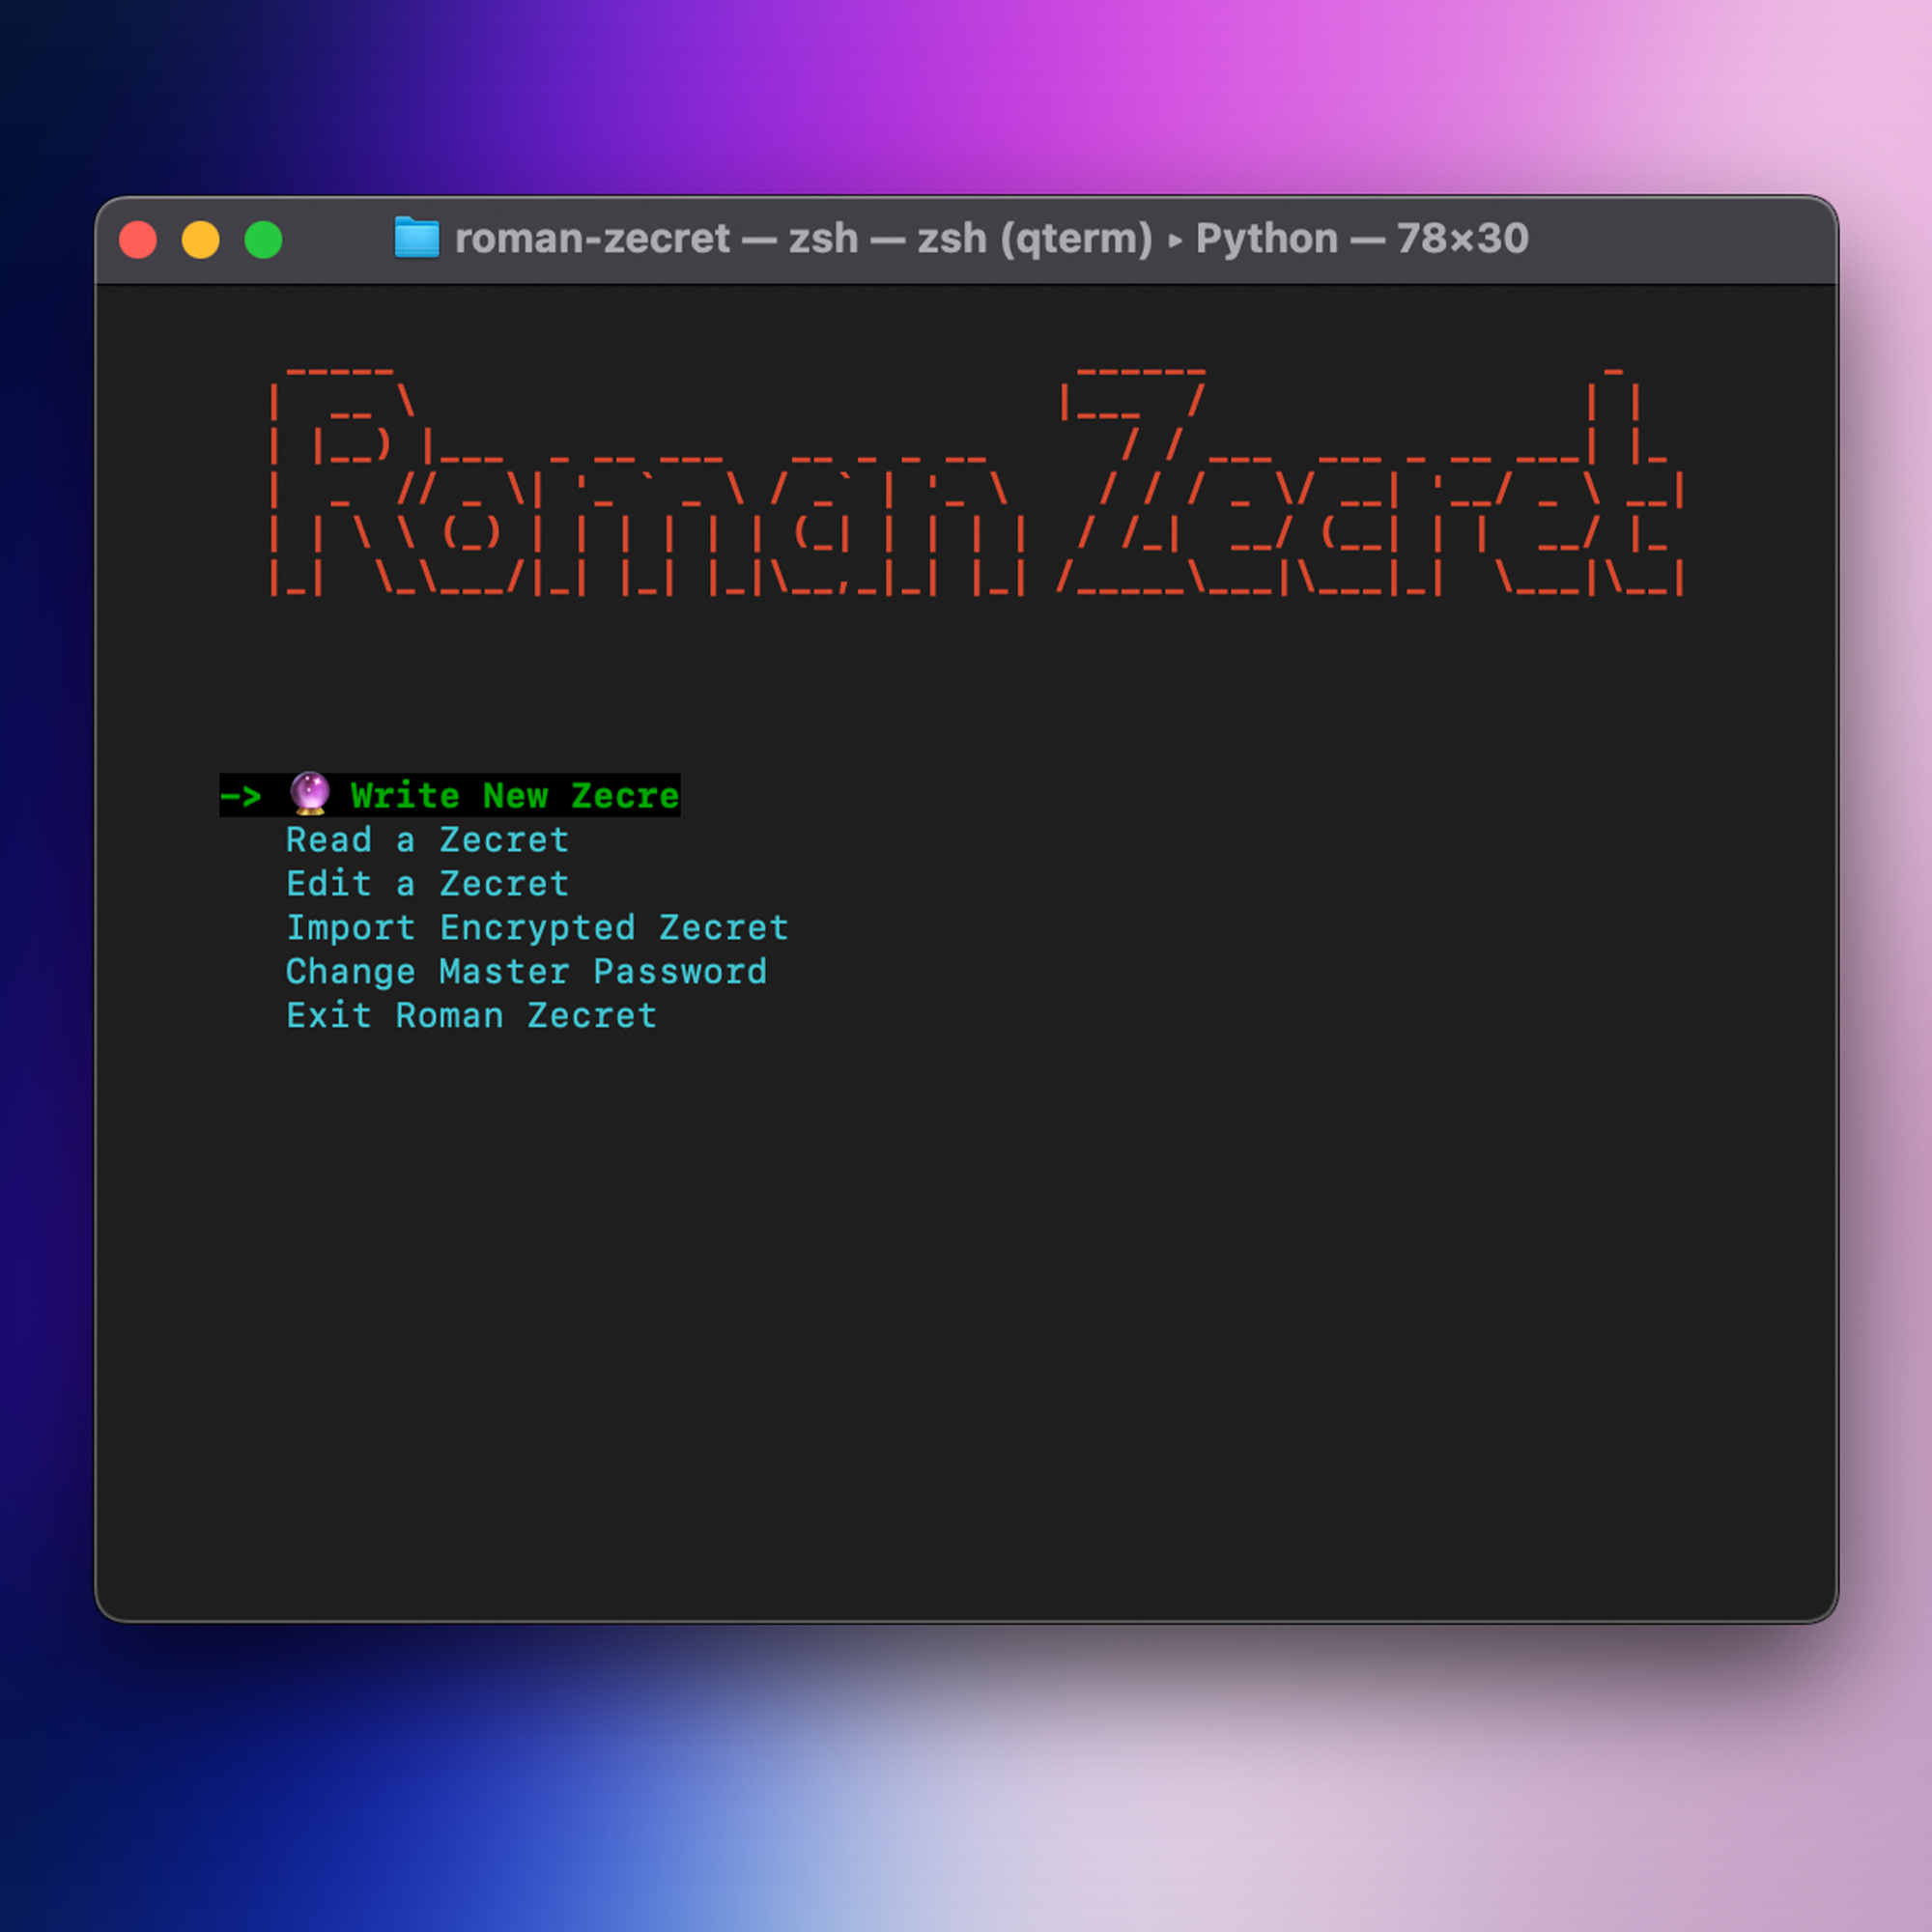 roman-zecret — zsh — zsh (qterm) ▸ Python — 78×30
Roman Zecret
-> 🔮 Write New Zecre
Read a Zecret
Edit a Zecret
Import Encrypted Zecret
Change Master Password
Exit Roman Zecret